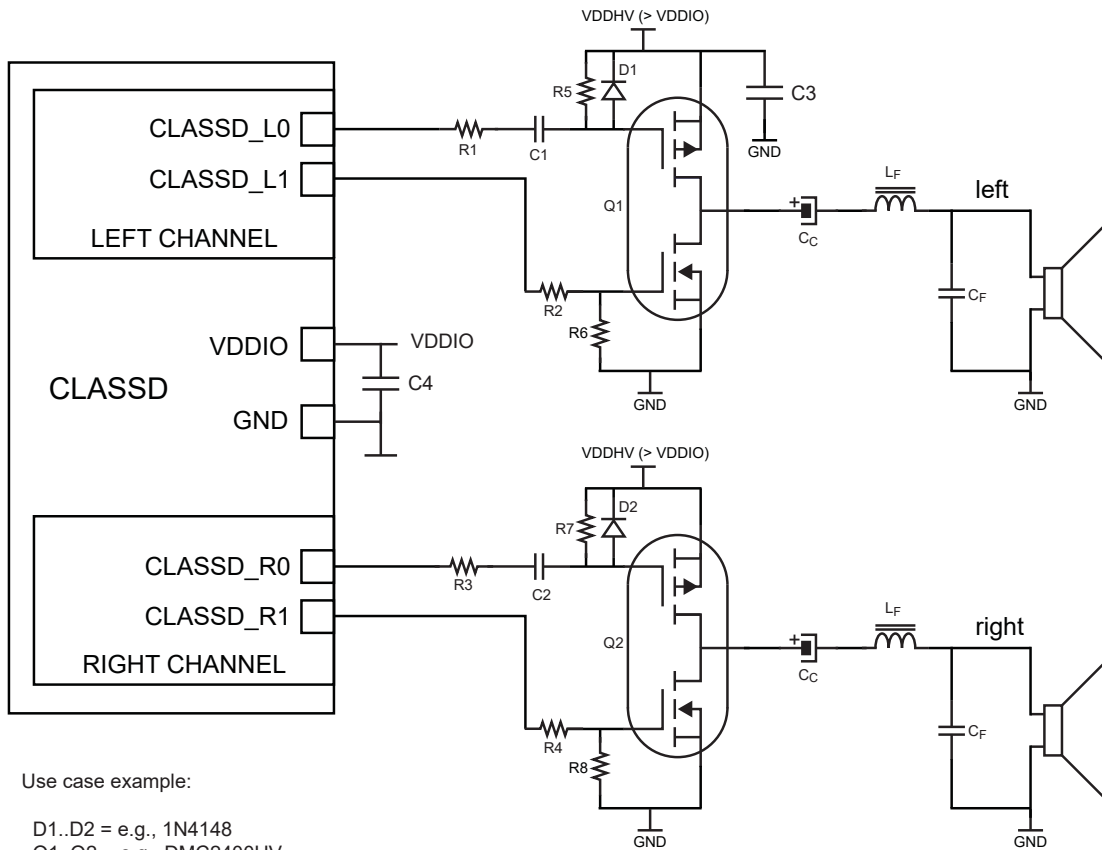 VDDHV (> VDDIO)
D1
R5
C3
CLASSD_L0
R1
C1
GND
CLASSD_L1
LF
left
Q1
+
CC
LEFT CHANNEL
R2
CF
R6
VDDIO
VDDIO
CLASSD
C4
GND
GND
GND
VDDHV (> VDDIO)
D2
R7
CLASSD_R0
R3
C2
CLASSD_R1
LF
right
Q2
+
CC
RIGHT CHANNEL
R4
CF
R8
Use case example:
GND
GND
D1..D2 = e.g., 1N4148